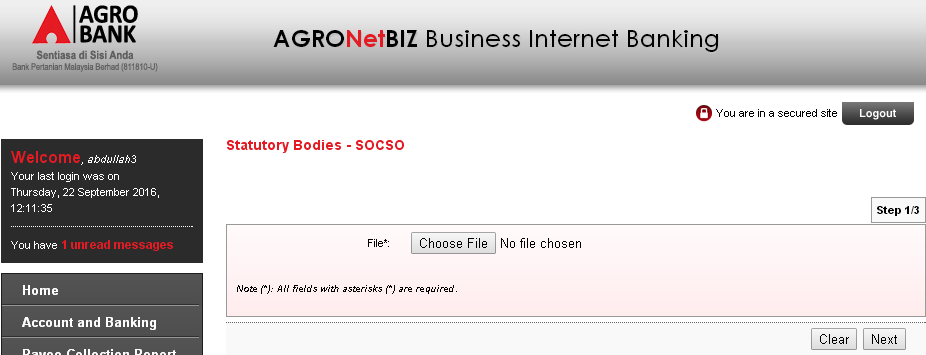 AGRO
BANK
Sentiasa di Sisi Anda
Bank Pertanian Malaysia Berhad (811810-U)
AGRONetBIZ Business Internet Banking
You are in a secured site
Logout
Welcome, abdullah3
Your last login was on
Thursday, 22 September 2016,
12:11:35
You have 1 unread messages
Home
Account and Banking
Payee Collection Report
Statutory Bodies - SOCSO
Step 1/3
File*: Choose File No file chosen
Note (*): All fields with asterisks (*) are required.
Clear Next